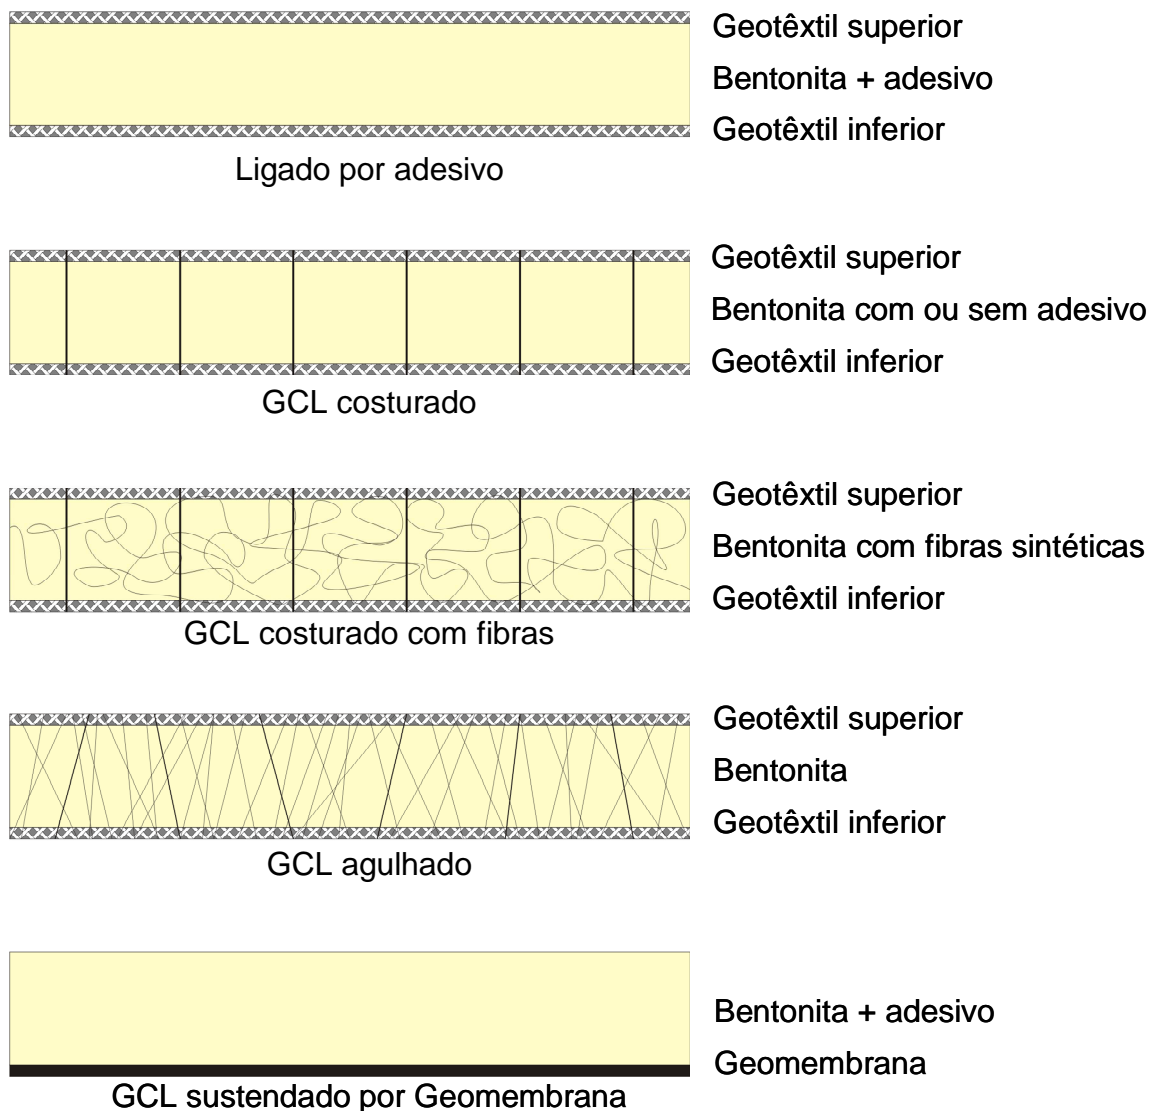 Geotêxtil superior
Bentonita + adesivo
Geotêxtil inferior
Ligado por adesivo
Geotêxtil superior
Bentonita com ou sem adesivo
Geotêxtil inferior
GCL costurado
Geotêxtil superior
Bentonita com fibras sintéticas
Geotêxtil inferior
GCL costurado com fibras
Geotêxtil superior
Bentonita
Geotêxtil inferior
GCL agulhado
Bentonita + adesivo
Geomembrana
GCL sustendado por Geomembrana